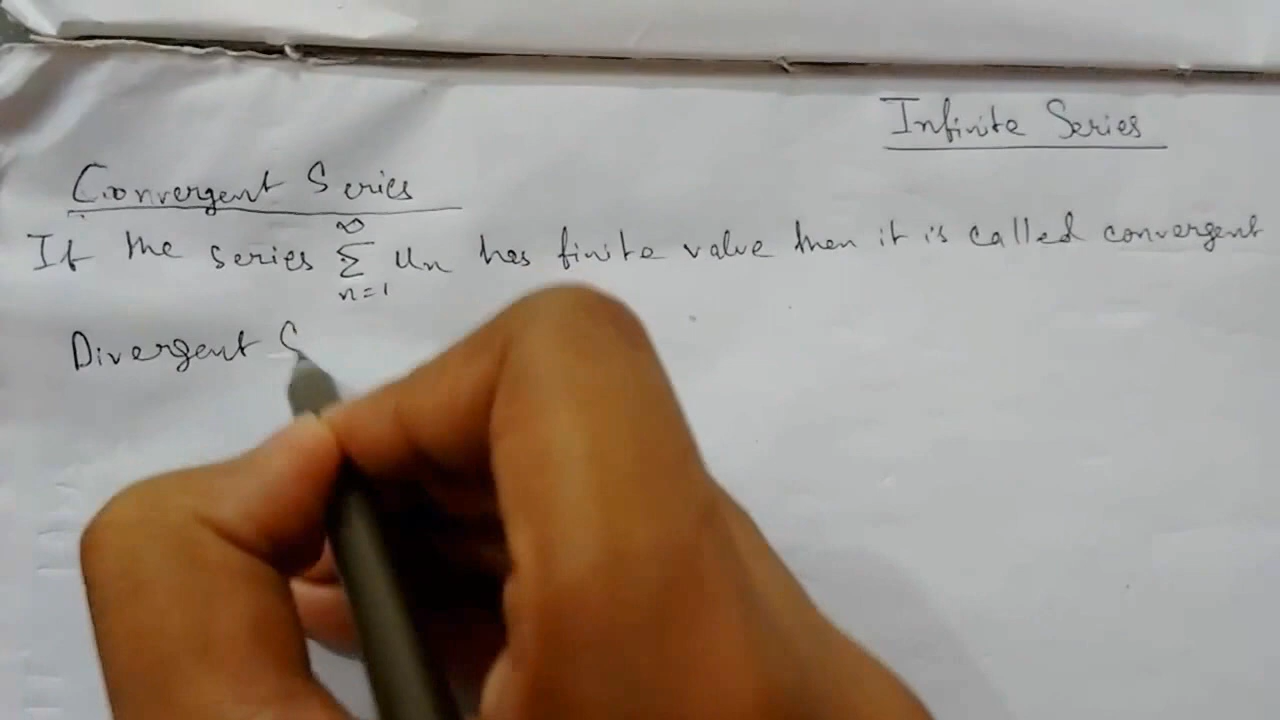 Infinite Series
Convergent Series
If the series ∞∑n=1 un has finite value then it is called convergent
Divergent S